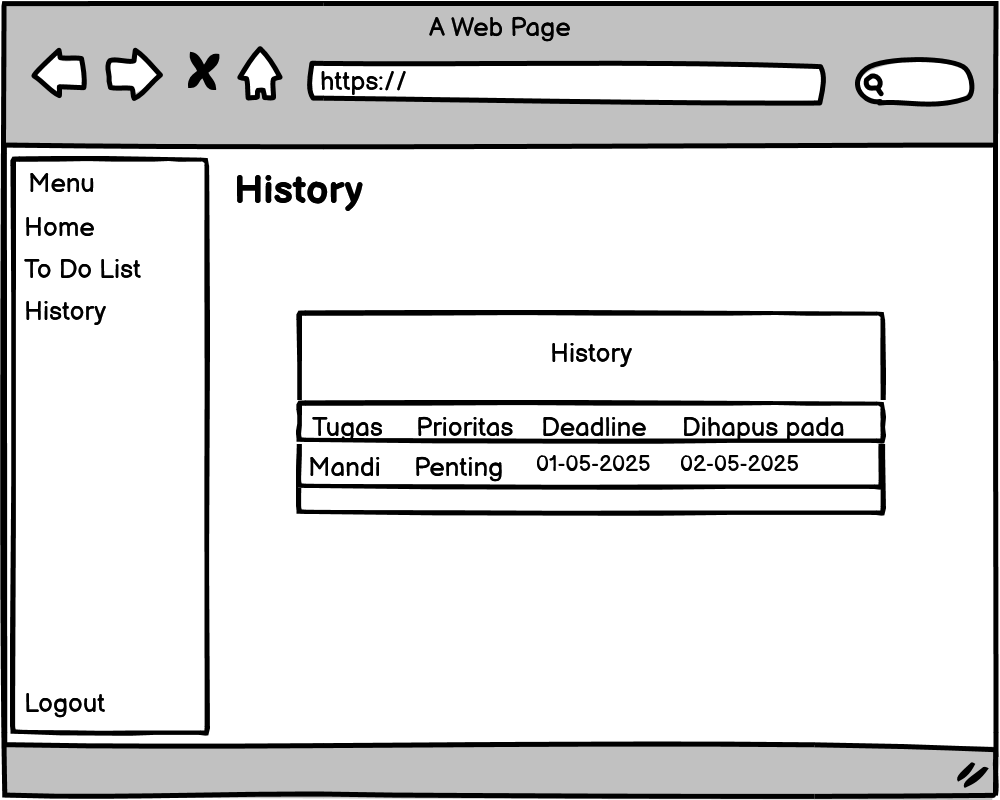 A Web Page
https://
Menu
Home
To Do List
History
Logout
History
History
Tugas Prioritas Deadline Dihapus pada
Mandi Penting 01-05-2025 02-05-2025